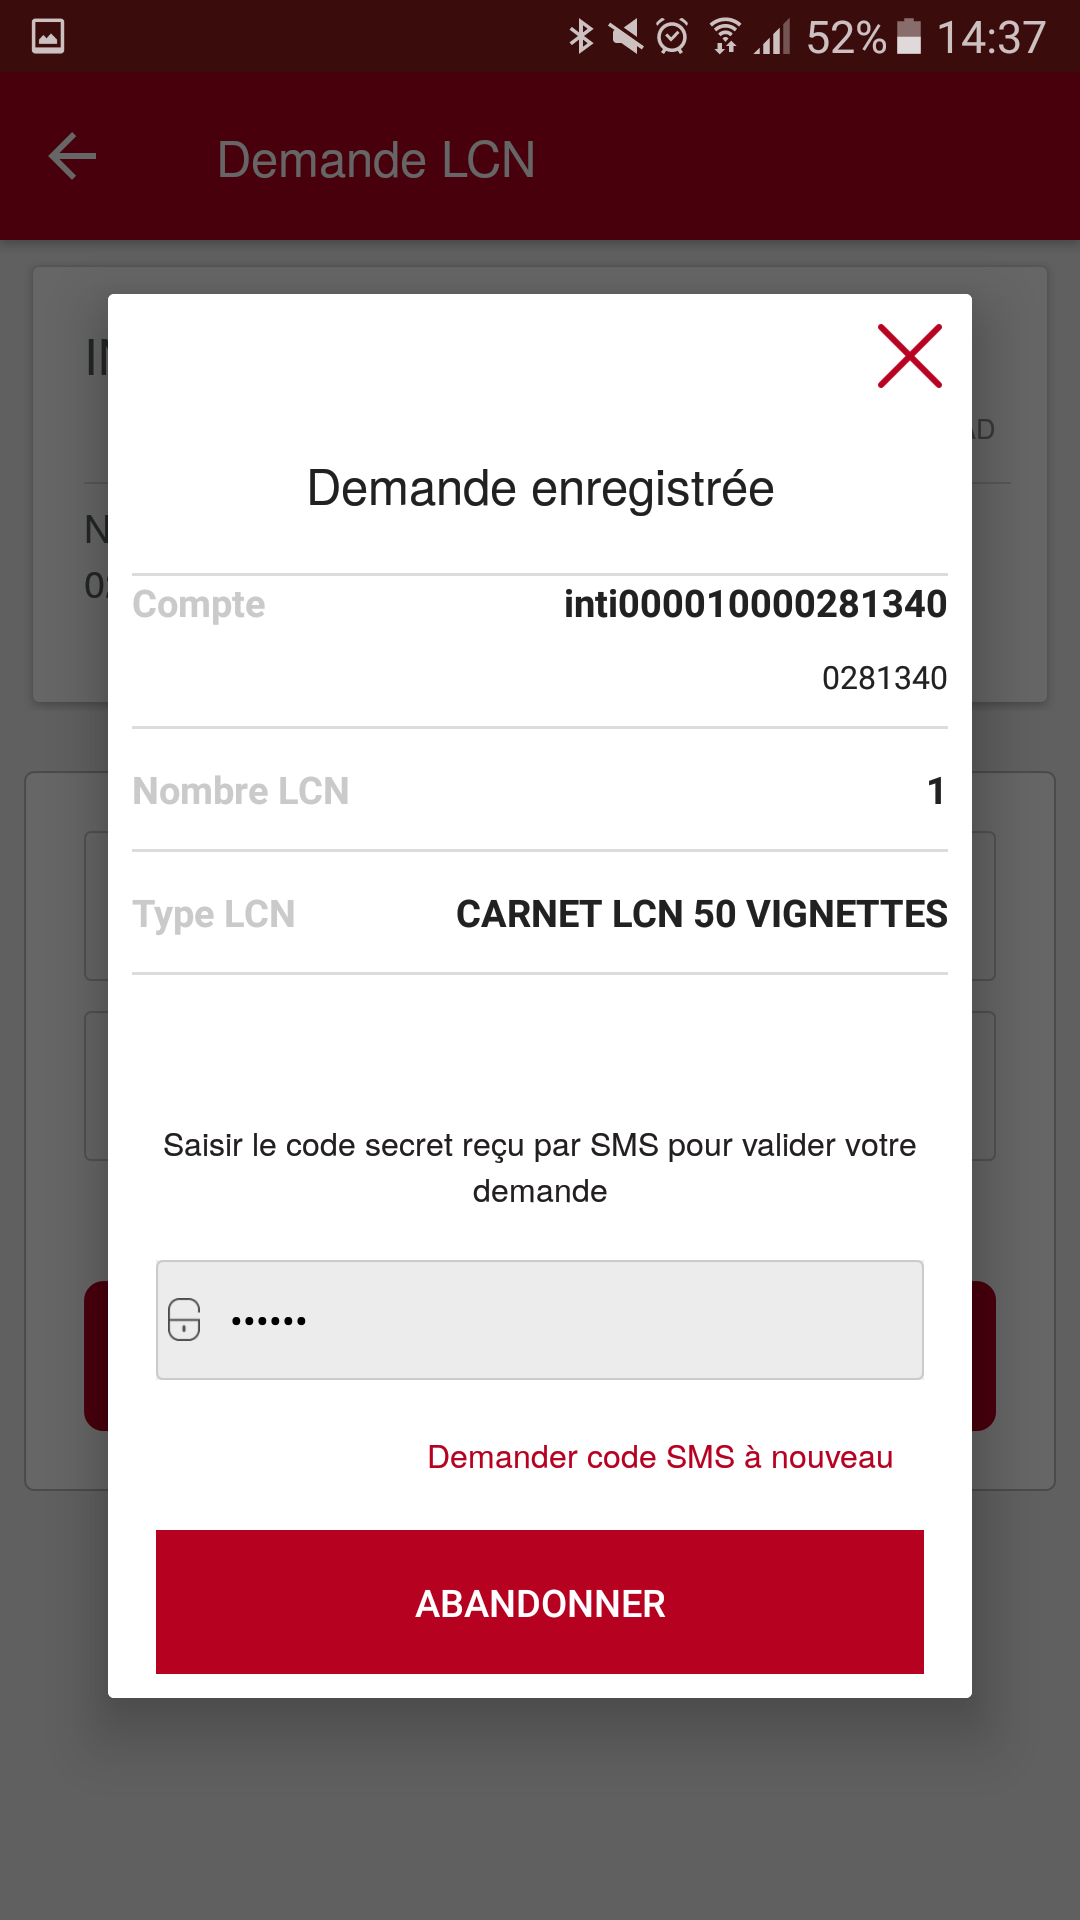 52% 14:37
Demande LCN
Demande enregistrée
Compte inti000010000281340
0281340
Nombre LCN 1
Type LCN CARNET LCN 50 VIGNETTES
Saisir le code secret reçu par SMS pour valider votre
demande
••••••
Demander code SMS à nouveau
ABANDONNER